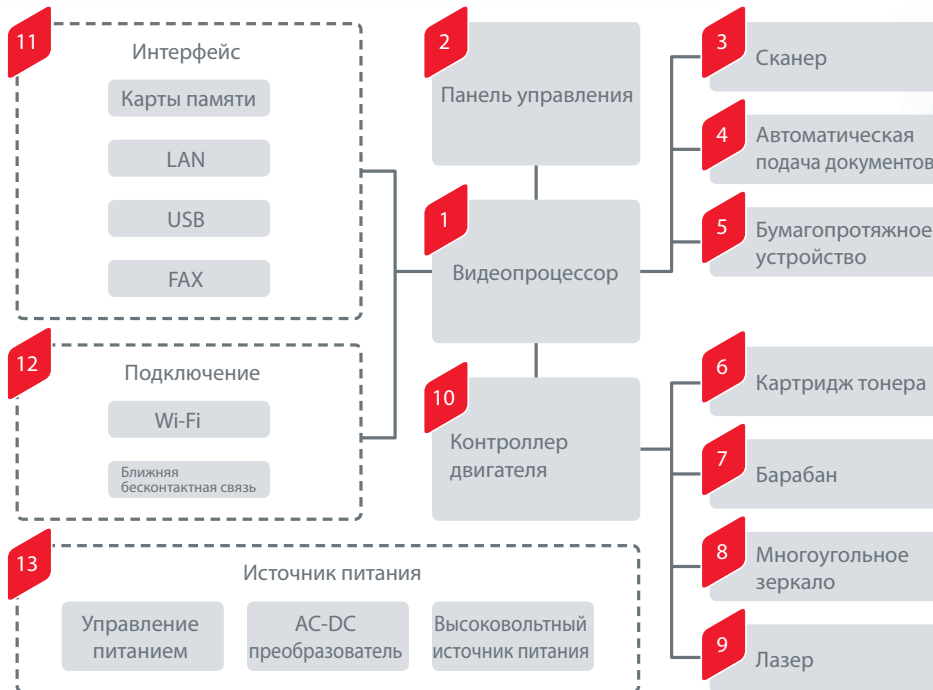 11
Интерфейс
Карты памяти
LAN
USB
FAX
2
Панель управления
3
Сканер
4
Автоматическая
подача документов
5
Бумагопротяжное
устройство
1
Видеопроцессор
12
Подключение
Wi-Fi
Ближняя
бесконтактная связь
10
Контроллер
двигателя
6
Картридж тонера
7
Барабан
8
Многоугольное
зеркало
9
Лазер
13
Источник питания
Управление
питанием
AC-DC
преобразователь
Высоковольтный
источник питания